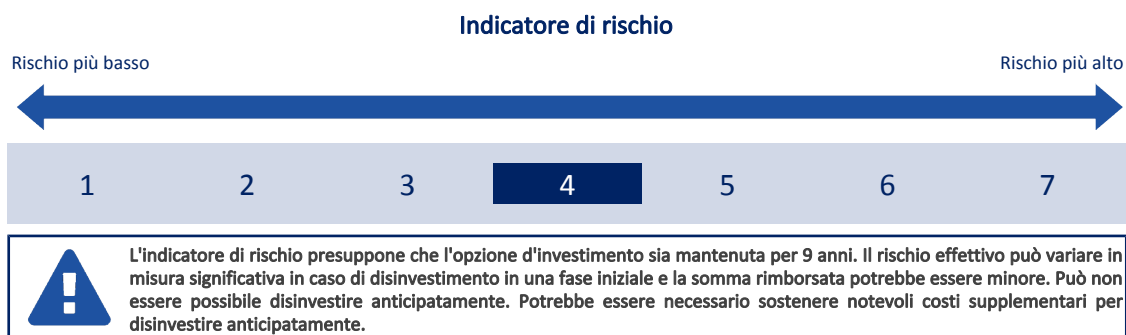 Indicatore di rischio
Rischio più basso Rischio più alto
1 2 3 4 5 6 7
L'indicatore di rischio presuppone che l'opzione d'investimento sia mantenuta per 9 anni. Il rischio effettivo può variare in
misura significativa in caso di disinvestimento in una fase iniziale e la somma rimborsata potrebbe essere minore. Può non
essere possibile disinvestire anticipatamente. Potrebbe essere necessario sostenere notevoli costi supplementari per
disinvestire anticipatamente.